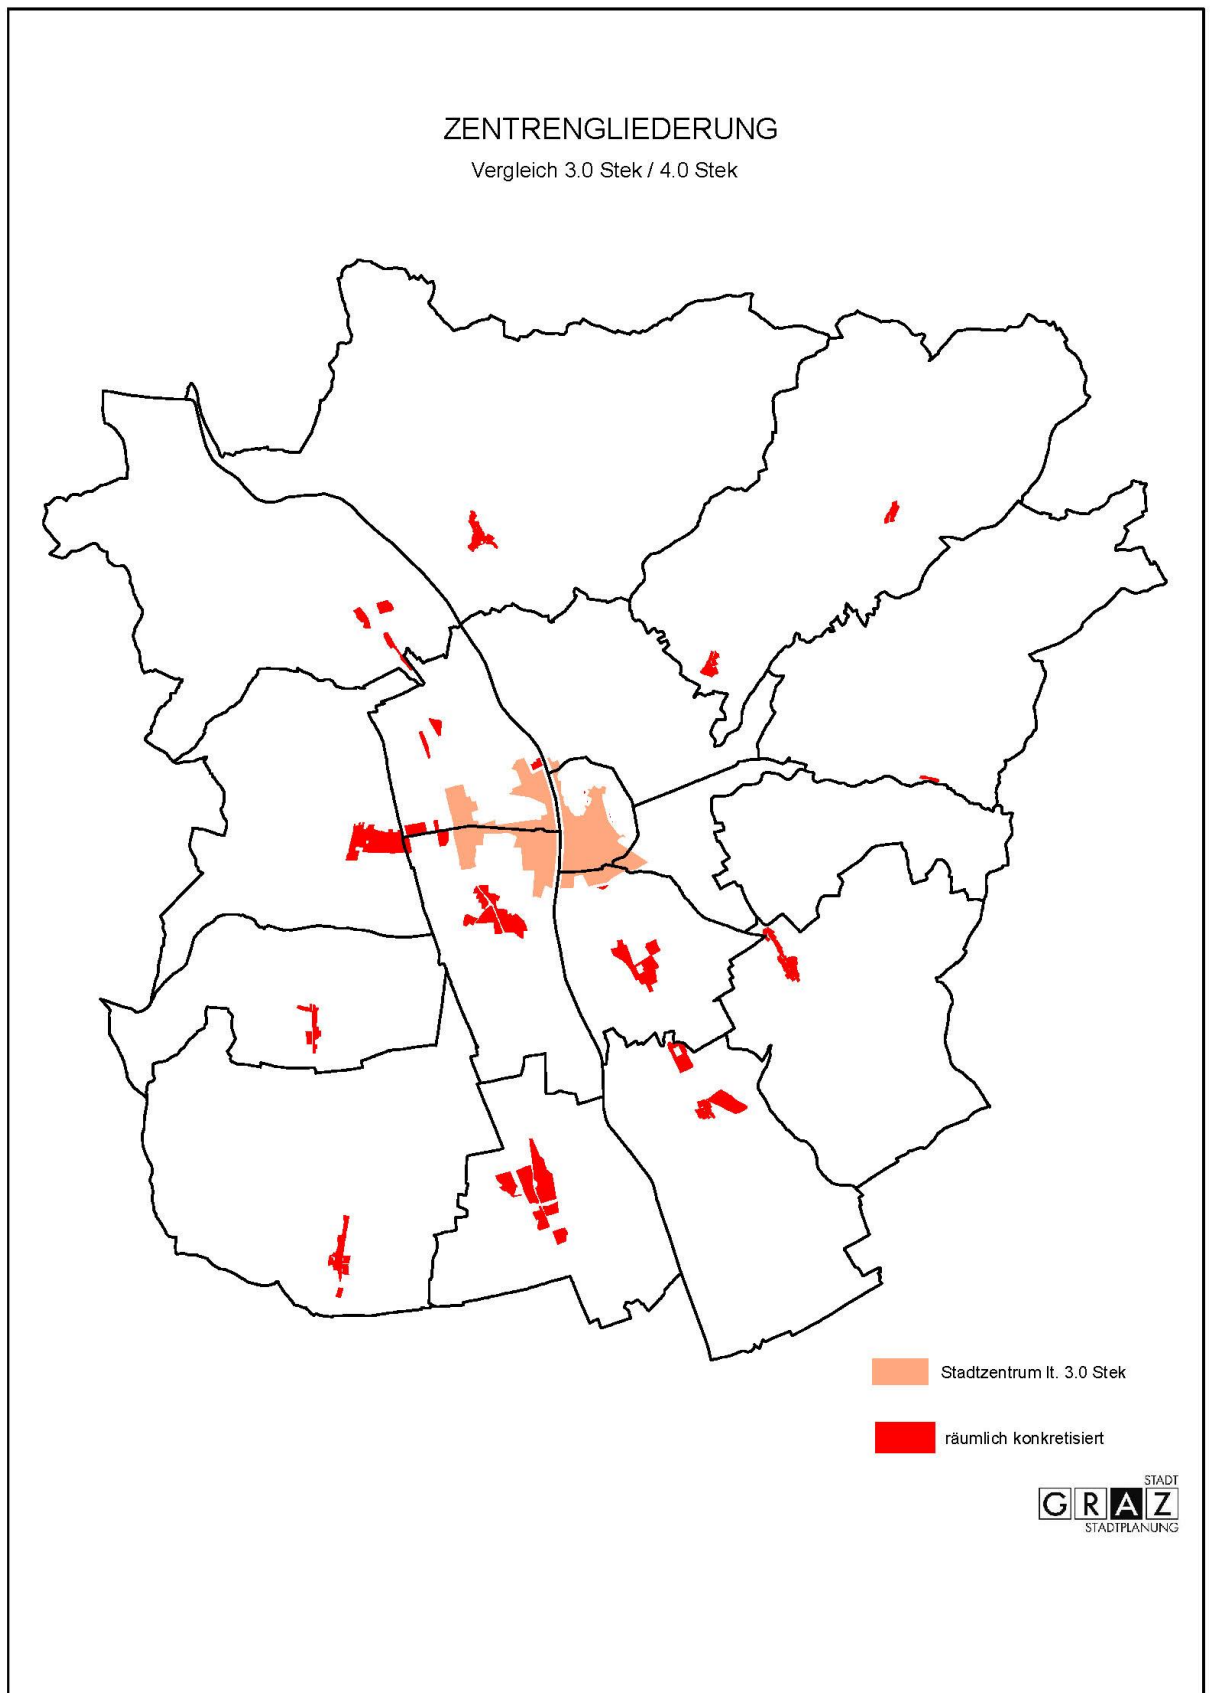 ZENTRENGLIEDERUNG
Vergleich 3.0 Stek / 4.0 Stek
Stadtzentrum lt. 3.0 Stek
räumlich konkretisiert
STADT
GRAZ
STADTPLANUNG